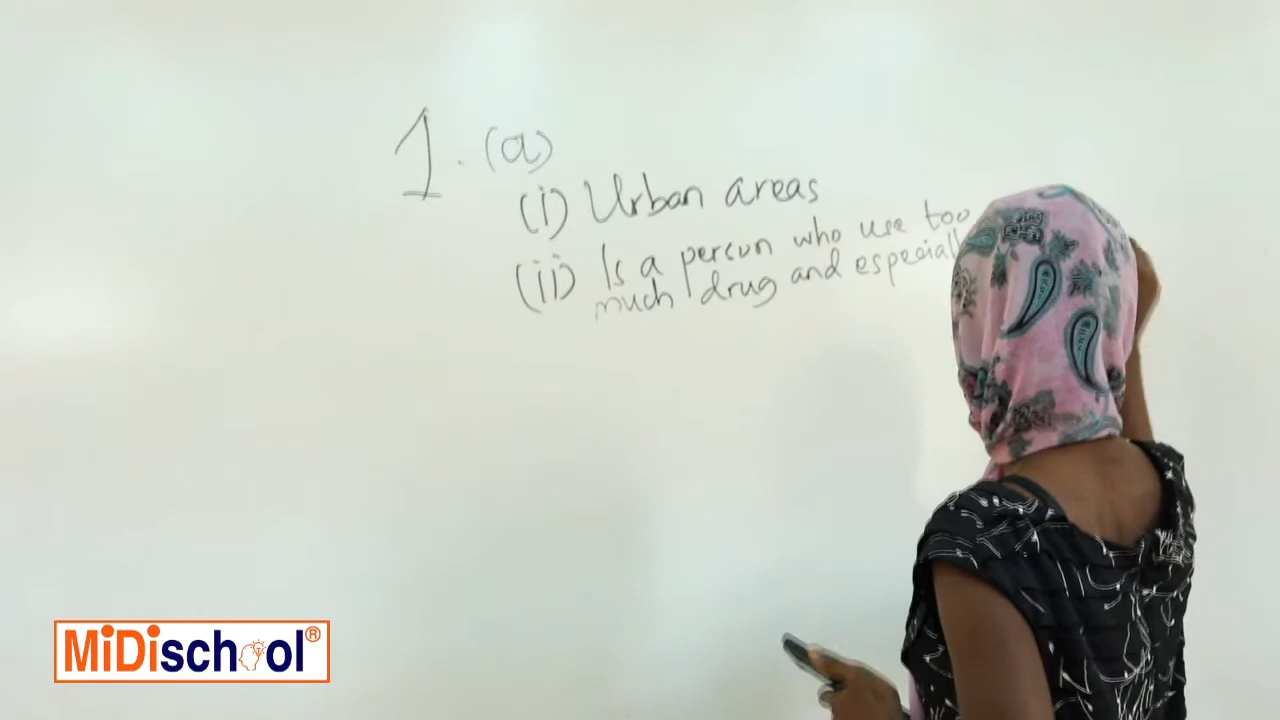 1. (a)
(i) Urban areas
(ii) Is a person who use too
much drug and especiall
MiDischool®